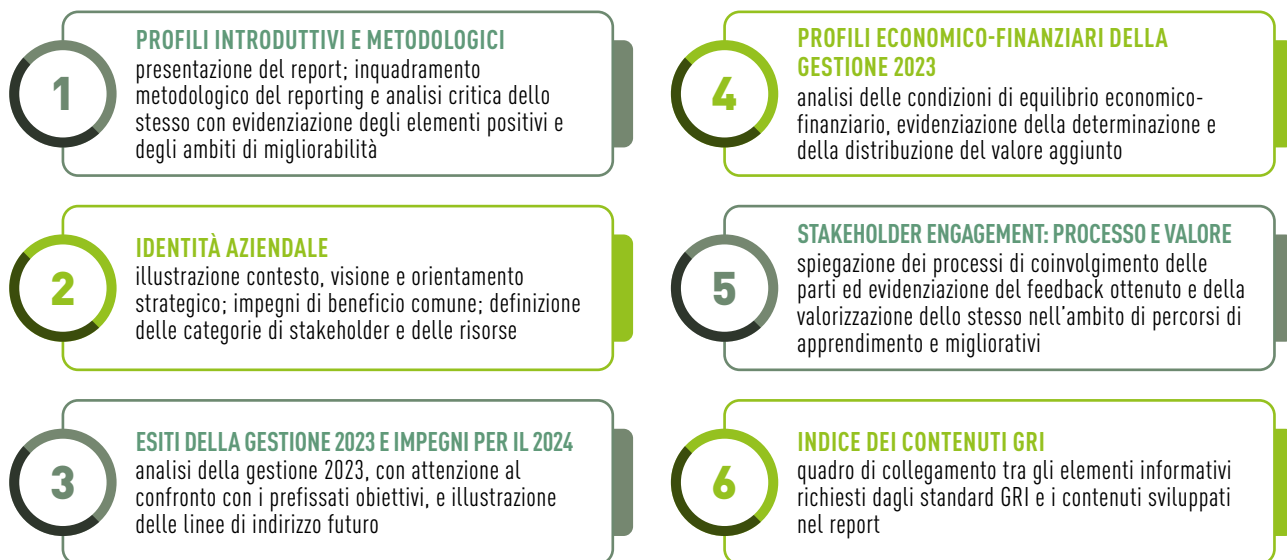 1
PROFILI INTRODUTTIVI E METODOLOGICI
presentazione del report; inquadramento
metodologico del reporting e analisi critica dello
stesso con evidenziazione degli elementi positivi e
degli ambiti di migliorabilità
2
IDENTITÀ AZIENDALE
illustrazione contesto, visione e orientamento
strategico; impegni di beneficio comune; definizione
delle categorie di stakeholder e delle risorse
3
ESITI DELLA GESTIONE 2023 E IMPEGNI PER IL 2024
analisi della gestione 2023, con attenzione al
confronto con i prefissati obiettivi, e illustrazione
delle linee di indirizzo futuro
4
PROFILI ECONOMICO-FINANZIARI DELLA
GESTIONE 2023
analisi delle condizioni di equilibrio economico-
finanziario, evidenziazione della determinazione e
della distribuzione del valore aggiunto
5
STAKEHOLDER ENGAGEMENT: PROCESSO E VALORE
spiegazione dei processi di coinvolgimento delle
parti ed evidenziazione del feedback ottenuto e della
valorizzazione dello stesso nell'ambito di percorsi di
apprendimento e migliorativi
6
INDICE DEI CONTENUTI GRI
quadro di collegamento tra gli elementi informativi
richiesti dagli standard GRI e i contenuti sviluppati
nel report